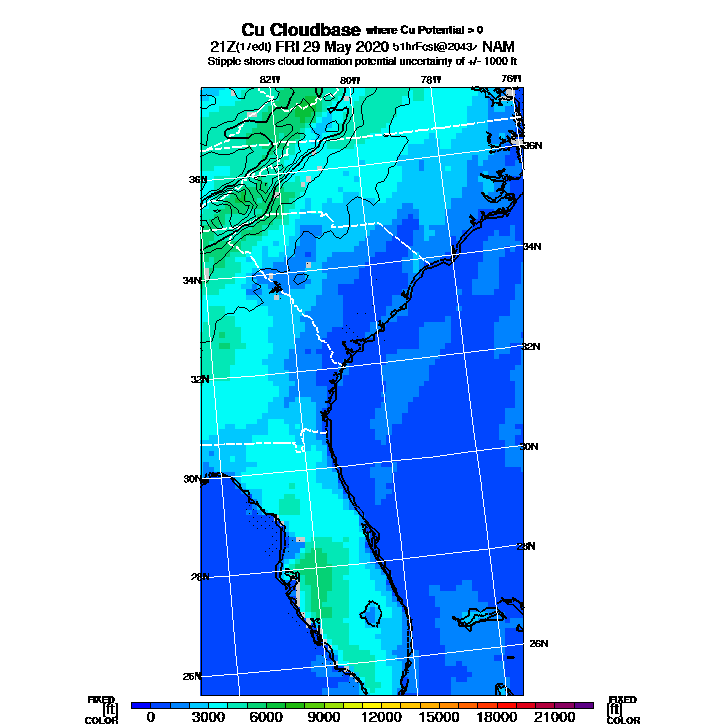 Cu Cloudbase where Cu Potential > 0
21Z(17edt) FRI 29 May 2020 51hrFcst@2043z NAM
Stipple shows cloud formation potential uncertainty of +/- 1000 ft
82W 80W 78W 76W
36N
36N
34N
34N
32N
32N
30N
30N
28N
28N
26N
26N
FIXED FIXED
[ft] [ft]
COLOR COLOR
0 3000 6000 9000 12000 15000 18000 21000